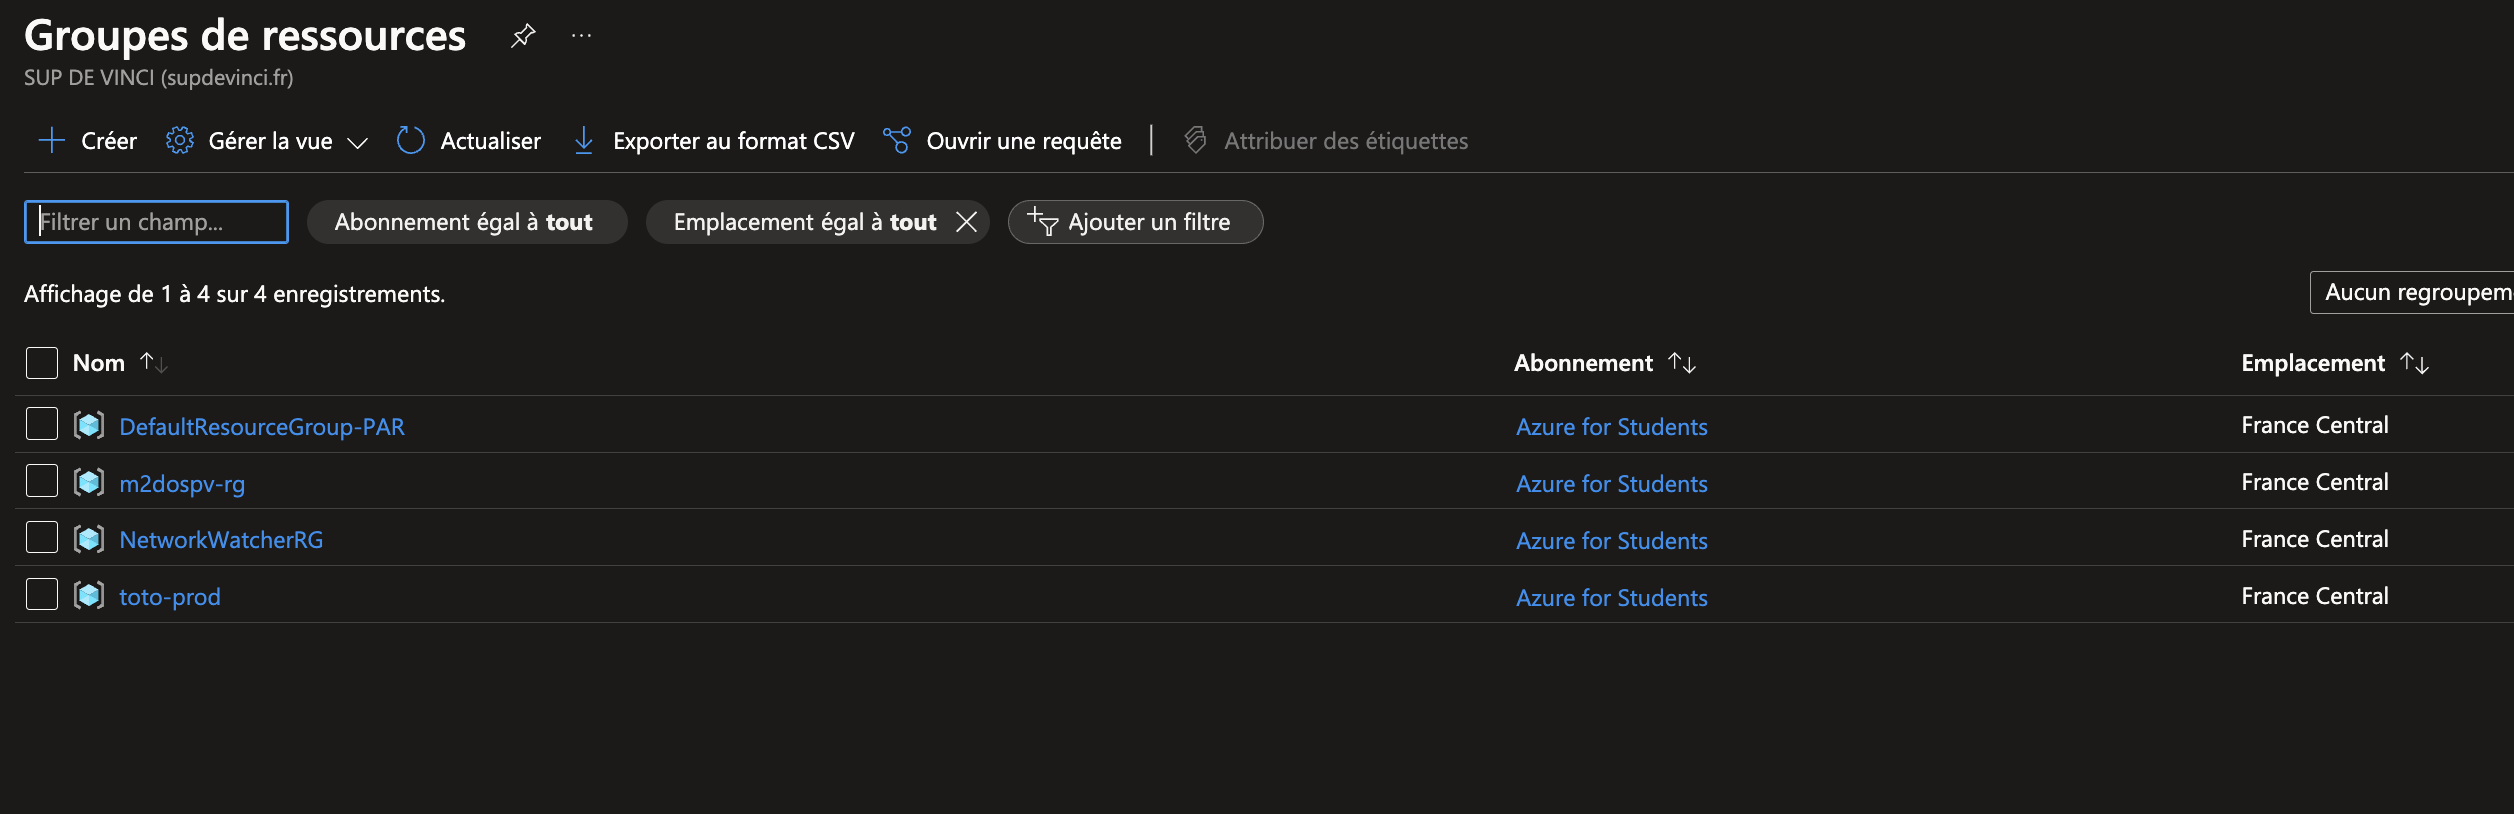 Groupes de ressources ...
SUP DE VINCI (supdevinci.fr)
Créer Gérer la vue Actualiser Exporter au format CSV Ouvrir une requête | Attribuer des étiquettes
Filtrer un champ... Abonnement égal à tout Emplacement égal à tout Ajouter un filtre
Affichage de 1 à 4 sur 4 enregistrements. Aucun regroupem
Nom Abonnement Emplacement
DefaultResourceGroup-PAR Azure for Students France Central
m2dospv-rg Azure for Students France Central
NetworkWatcherRG Azure for Students France Central
toto-prod Azure for Students France Central